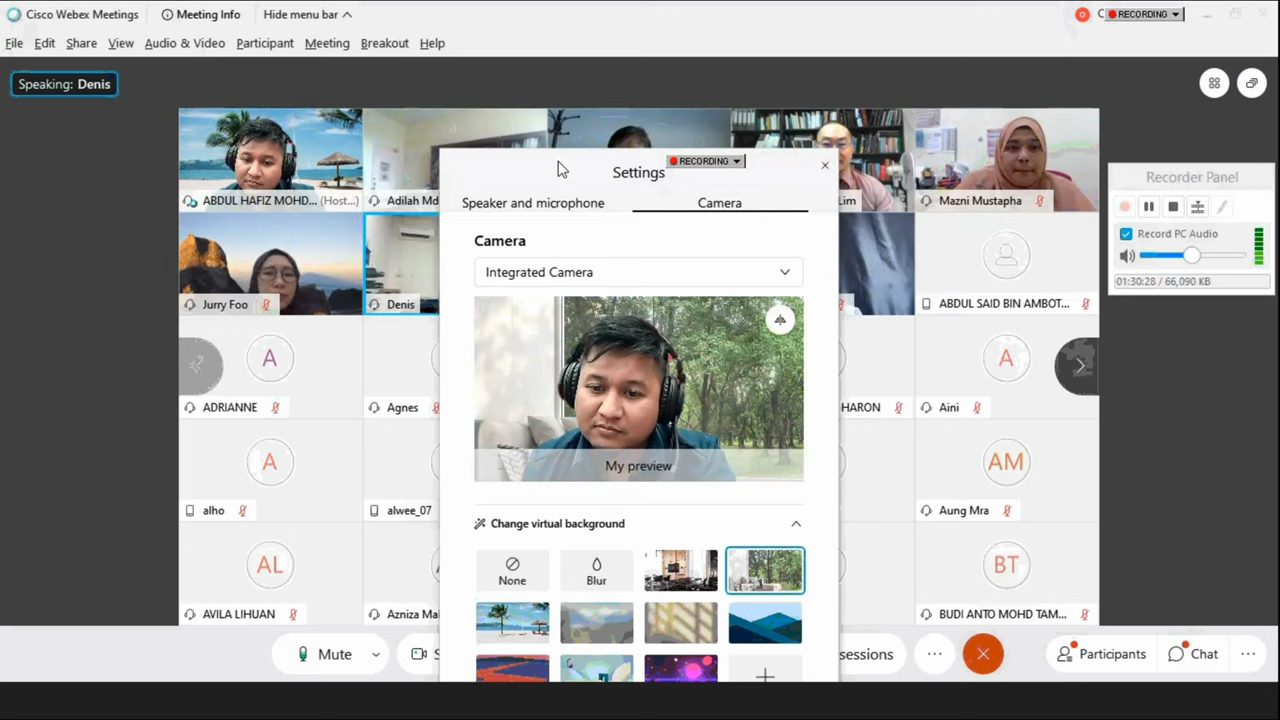 Cisco Webex Meetings
Meeting Info
Hide menu bar
RECORDING
File Edit Share View Audio & Video Participant Meeting Breakout Help
Speaking: Denis
RECORDING
Settings
Speaker and microphone
Camera
Camera
Integrated Camera
My preview
Change virtual background
None
Blur
ABDUL HAFIZ MOHD... (Host...
Adilah Md
Lim
Mazni Mustapha
Jurry Foo
Denis
ABDUL SAID BIN AMBOT...
A
ADRIANNE
Agnes
HARON
A
Aini
A
alho
alwee_07
AM
Aung Mra
AL
AVILA LIHUAN
Azniza Ma
BT
BUDI ANTO MOHD TAM...
Recorder Panel
Record PC Audio
01:30:28 / 66,090 KB
Mute
S
sessions
Participants
Chat